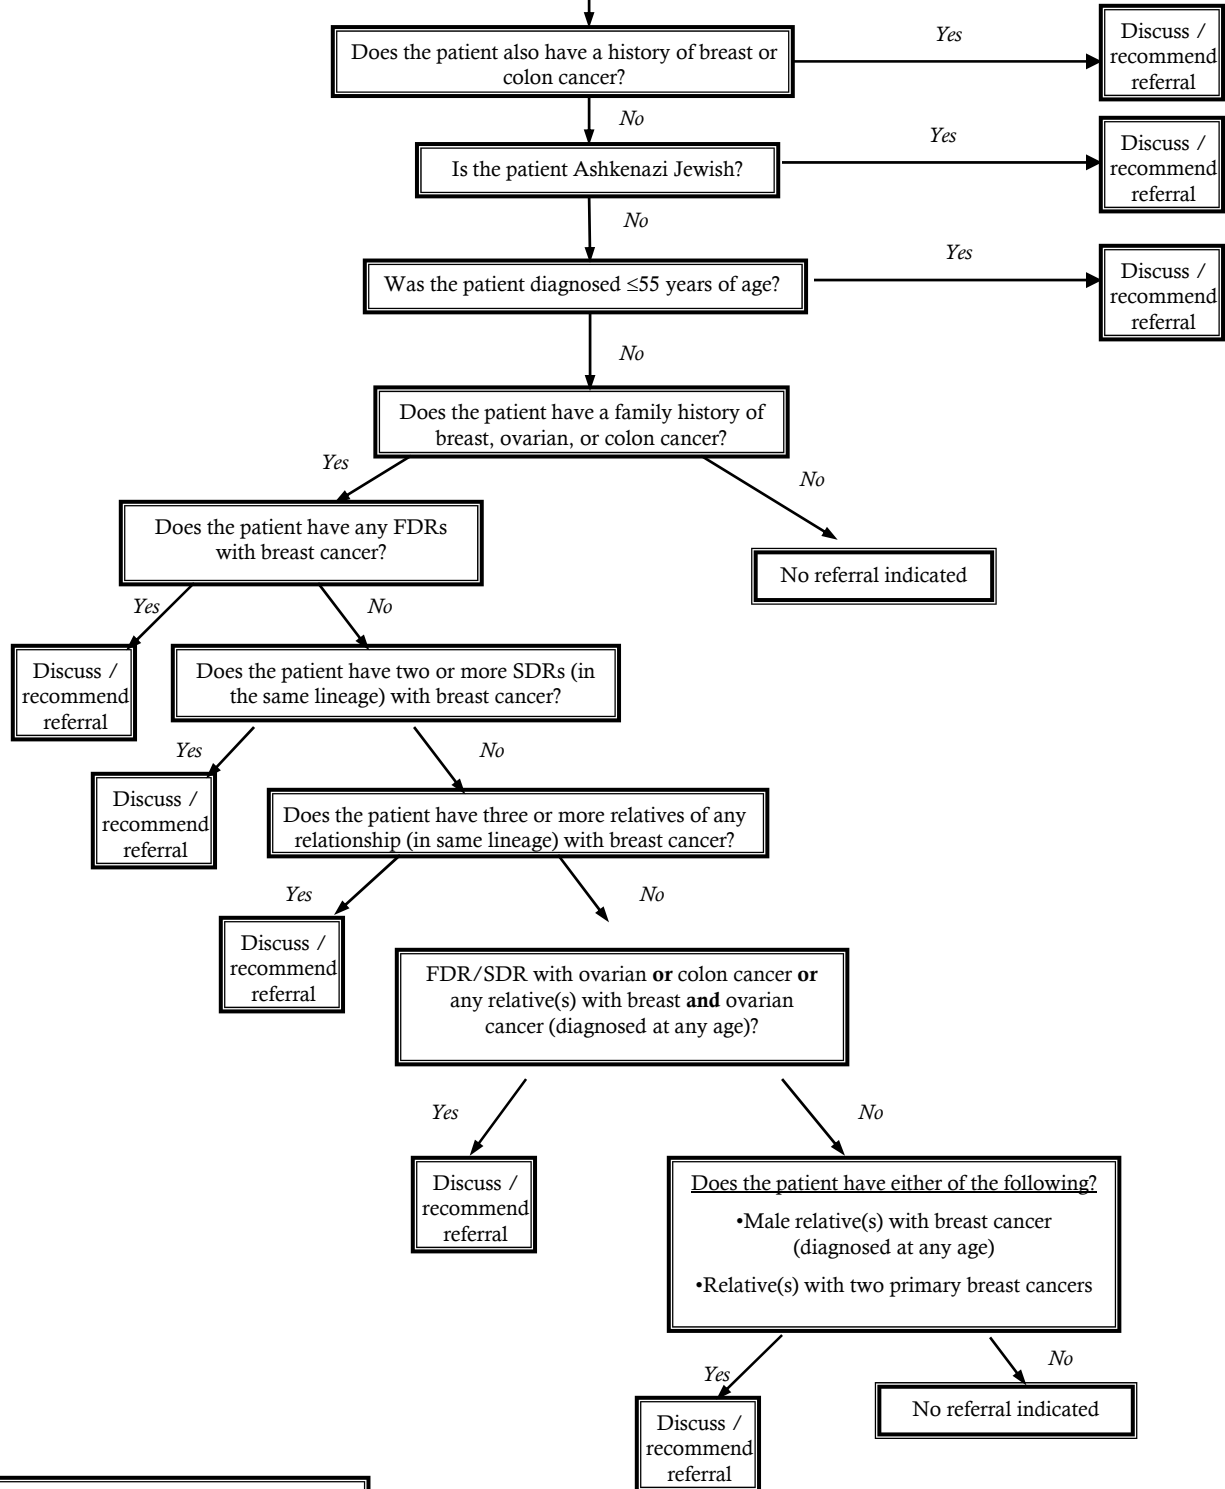 Does the patient also have a history of breast or
colon cancer?
Yes
Discuss /
recommend
referral
No
Is the patient Ashkenazi Jewish?
Yes
Discuss /
recommend
referral
No
Was the patient diagnosed ≤55 years of age?
Yes
Discuss /
recommend
referral
No
Does the patient have a family history of
breast, ovarian, or colon cancer?
Yes
No
Does the patient have any FDRs
with breast cancer?
No referral indicated
Yes
No
Discuss /
recommend
referral
Does the patient have two or more SDRs (in
the same lineage) with breast cancer?
Yes
No
Discuss /
recommend
referral
Does the patient have three or more relatives of any
relationship (in same lineage) with breast cancer?
Yes
No
Discuss /
recommend
referral
FDR/SDR with ovarian or colon cancer or
any relative(s) with breast and ovarian
cancer (diagnosed at any age)?
Yes
No
Discuss /
recommend
referral
Does the patient have either of the following?
•Male relative(s) with breast cancer
(diagnosed at any age)
•Relative(s) with two primary breast cancers
Yes
No
Discuss /
recommend
referral
No referral indicated